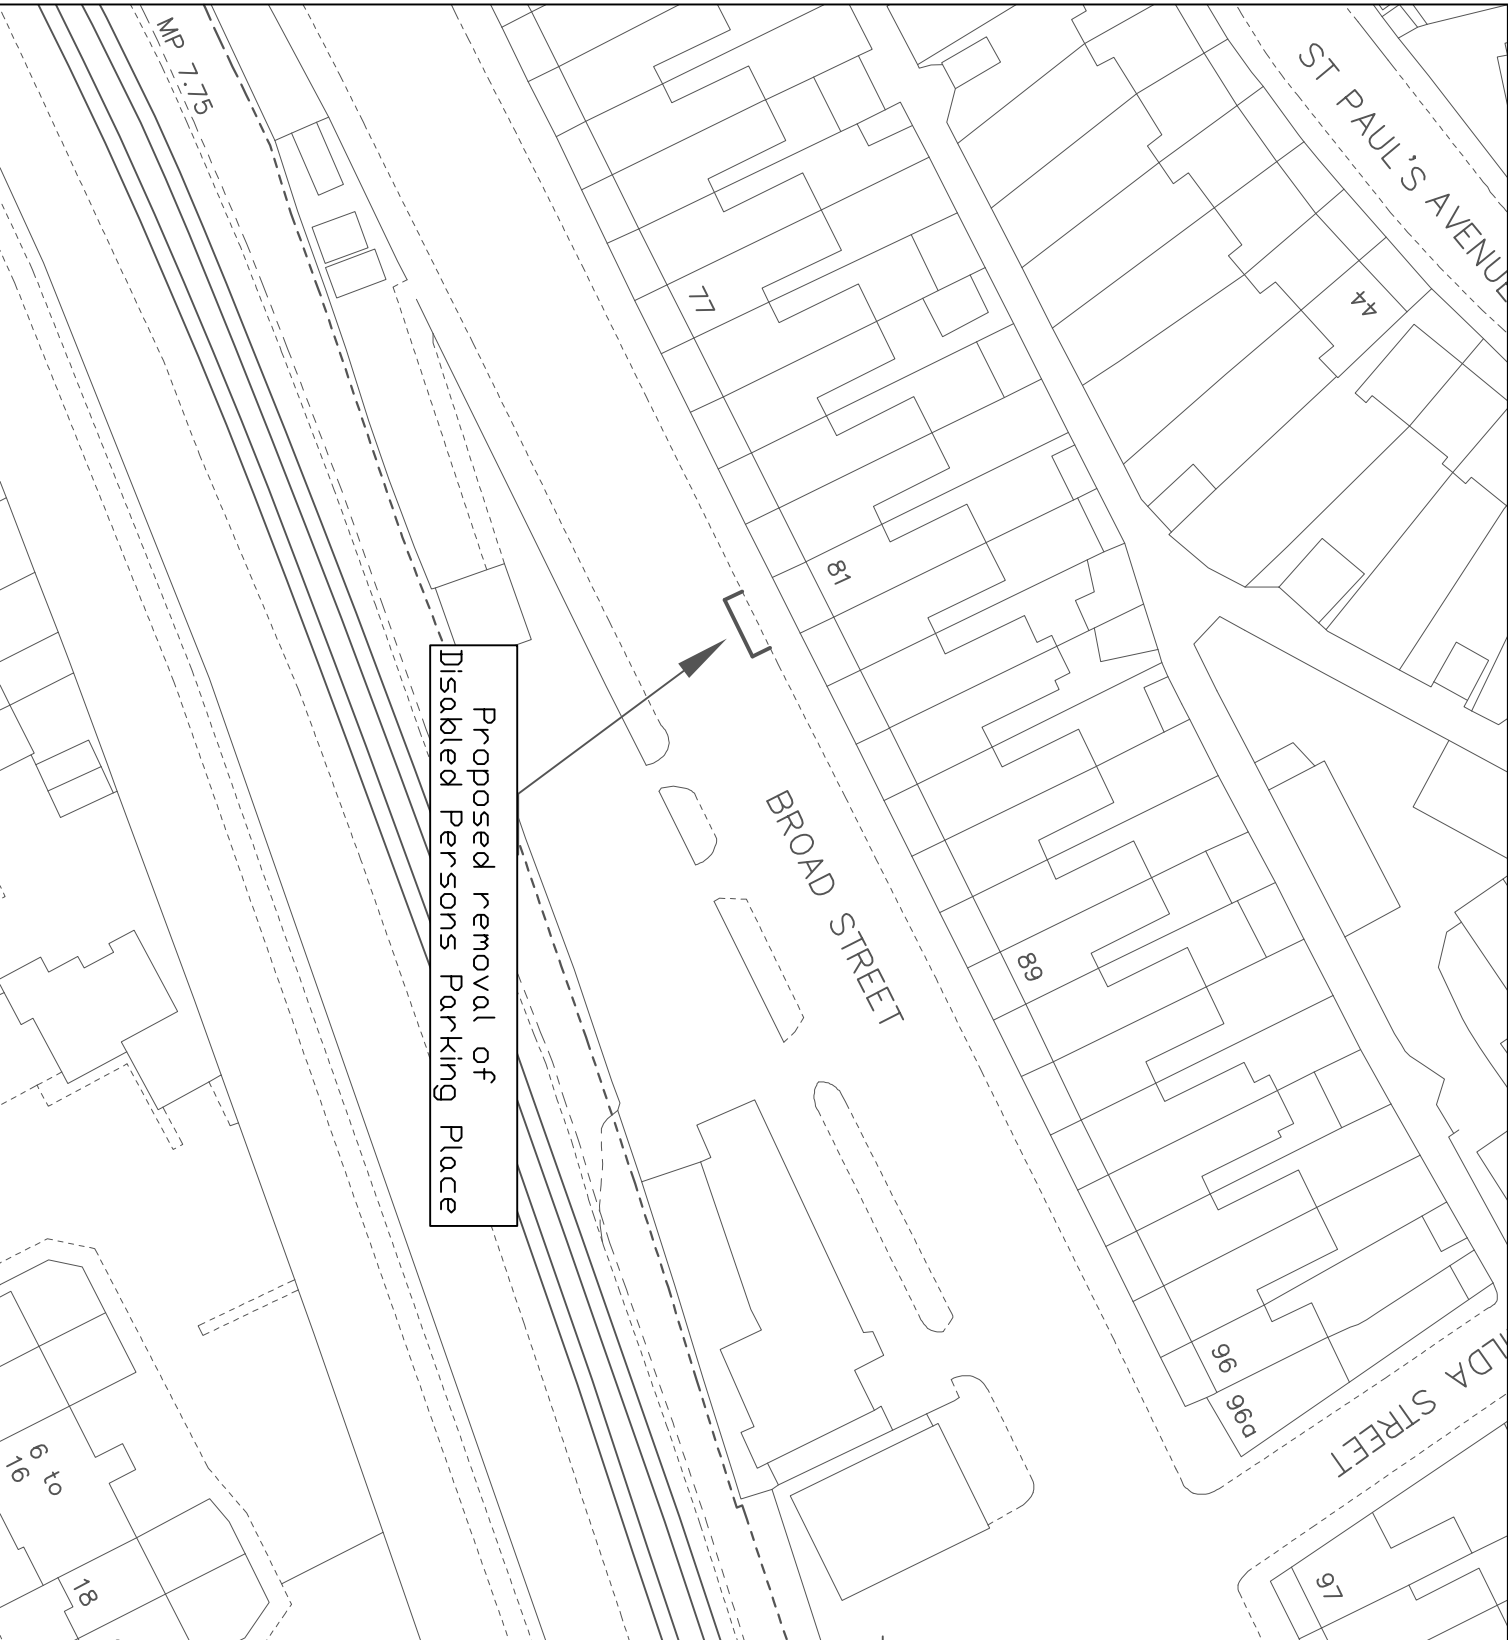 MP 7.75
ST PAUL'S AVENUE
44
77
81
Proposed removal of
Disabled Persons Parking Place
BROAD STREET
89
96
96a
LDA STREET
97
6 to
16
18